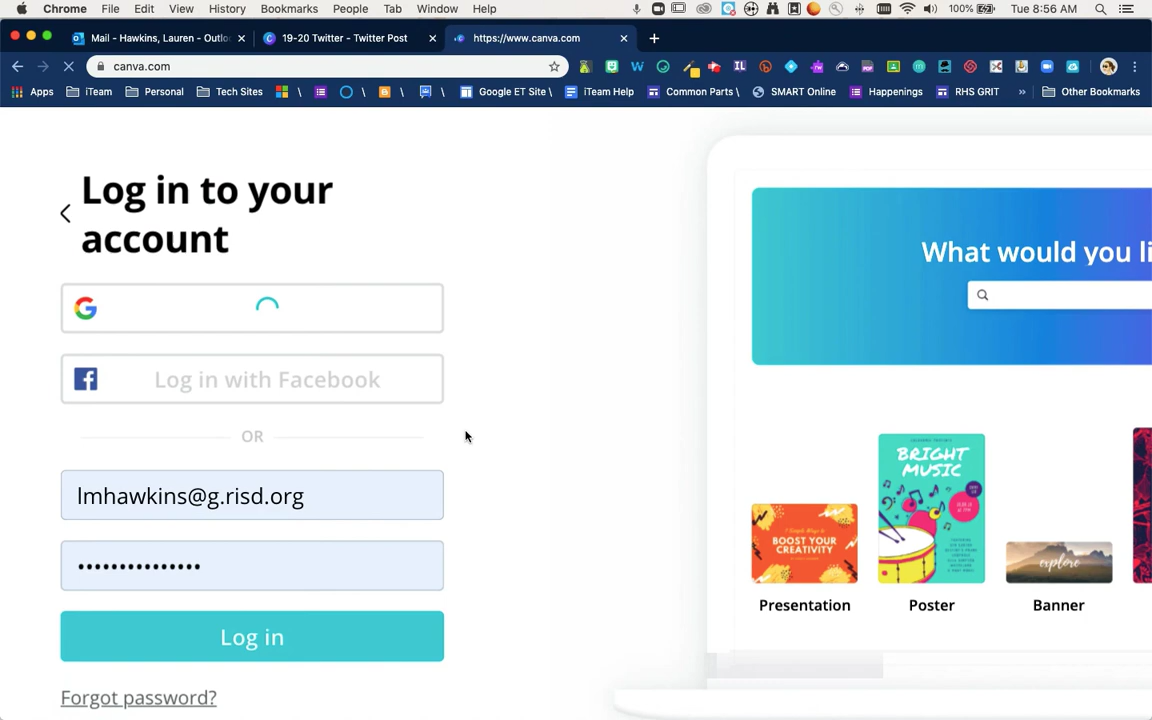 Chrome File Edit View History Bookmarks People Tab Window Help 100% Tue 8:56 AM
Mail - Hawkins, Lauren - Outlo
19-20 Twitter - Twitter Post
https://www.canva.com
canva.com
Apps iTeam Personal Tech Sites \ \ \ \ Google ET Site \ iTeam Help Common Parts \ SMART Online Happenings RHS GRIT » Other Bookmarks
Log in to your
account
Log in with Facebook
OR
lmhawkins@g.risd.org
•••••••••••••••
Log in
Forgot password?
What would you li
BOOST YOUR
CREATIVITY
BRIGHT
MUSIC
explore
Presentation Poster Banner